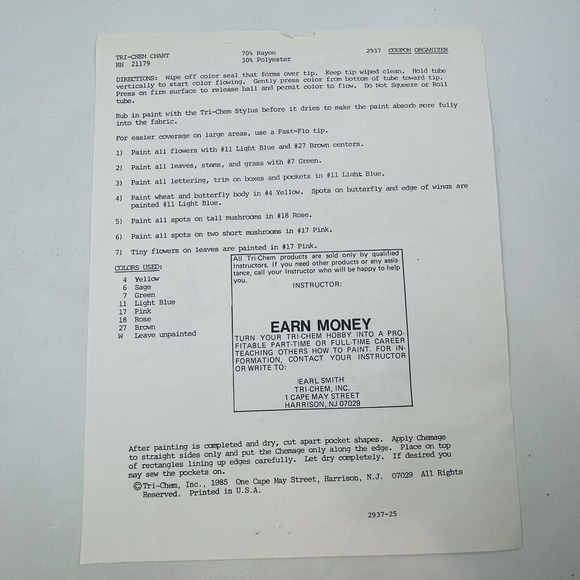 TRI-CHEM CHART 70% Rayon 2937 COUPON ORGANIZER
RN 21179 30% Polyester
DIRECTIONS: Wipe off color seal that forms over tip. Keep tip wiped clean. Hold tube
vertically to start color flowing. Gently press color from bottom of tube toward tip.
Press on firm surface to release ball and permit color to flow. Do Not Squeeze or Roll
tube.
Rub in paint with the Tri-Chem Stylus before it dries to make the paint absorb more fully
into the fabric.
For easier coverage on large areas, use a Fast-Flo tip.
1) Paint all flowers with #11 Light Blue and #27 Brown centers.
2) Paint all leaves, stems, and grass with #7 Green.
3) Paint all lettering, trim on boxes and pockets in #11 Light Blue.
4) Paint wheat and butterfly body in #4 Yellow. Spots on butterfly and edge of wings are
painted #11 Light Blue.
5) Paint all spots on tall mushrooms in #18 Rose.
6) Paint all spots on two short mushrooms in #17 Pink.
7) Tiny flowers on leaves are painted in #17 Pink.
COLORS USED:
4 Yellow
6 Sage
7 Green
11 Light Blue
17 Pink
18 Rose
27 Brown
W Leave unpainted
All Tri-Chem products are sold only by qualified
Instructors. If you need other products or any assis-
tance, call your Instructor who will be happy to help
you.
INSTRUCTOR:
EARN MONEY
TURN YOUR TRI-CHEM HOBBY INTO A PRO-
FITABLE PART-TIME OR FULL-TIME CAREER
TEACHING OTHERS HOW TO PAINT. FOR IN-
FORMATION, CONTACT YOUR INSTRUCTOR
OR WRITE TO:
EARL SMITH
TRI-CHEM, INC.
1 CAPE MAY STREET
HARRISON, NJ 07029
After painting is completed and dry, cut apart pocket shapes. Apply Chemage
to straight sides only and put the Chemage only along the edge. Place on top
of rectangles lining up edges carefully. Let dry completely. If desired you
may sew the pockets on.
©Tri-Chem, Inc., 1985 One Cape May Street, Harrison, N.J. 07029 All Rights
Reserved. Printed in U.S.A.
2937-25